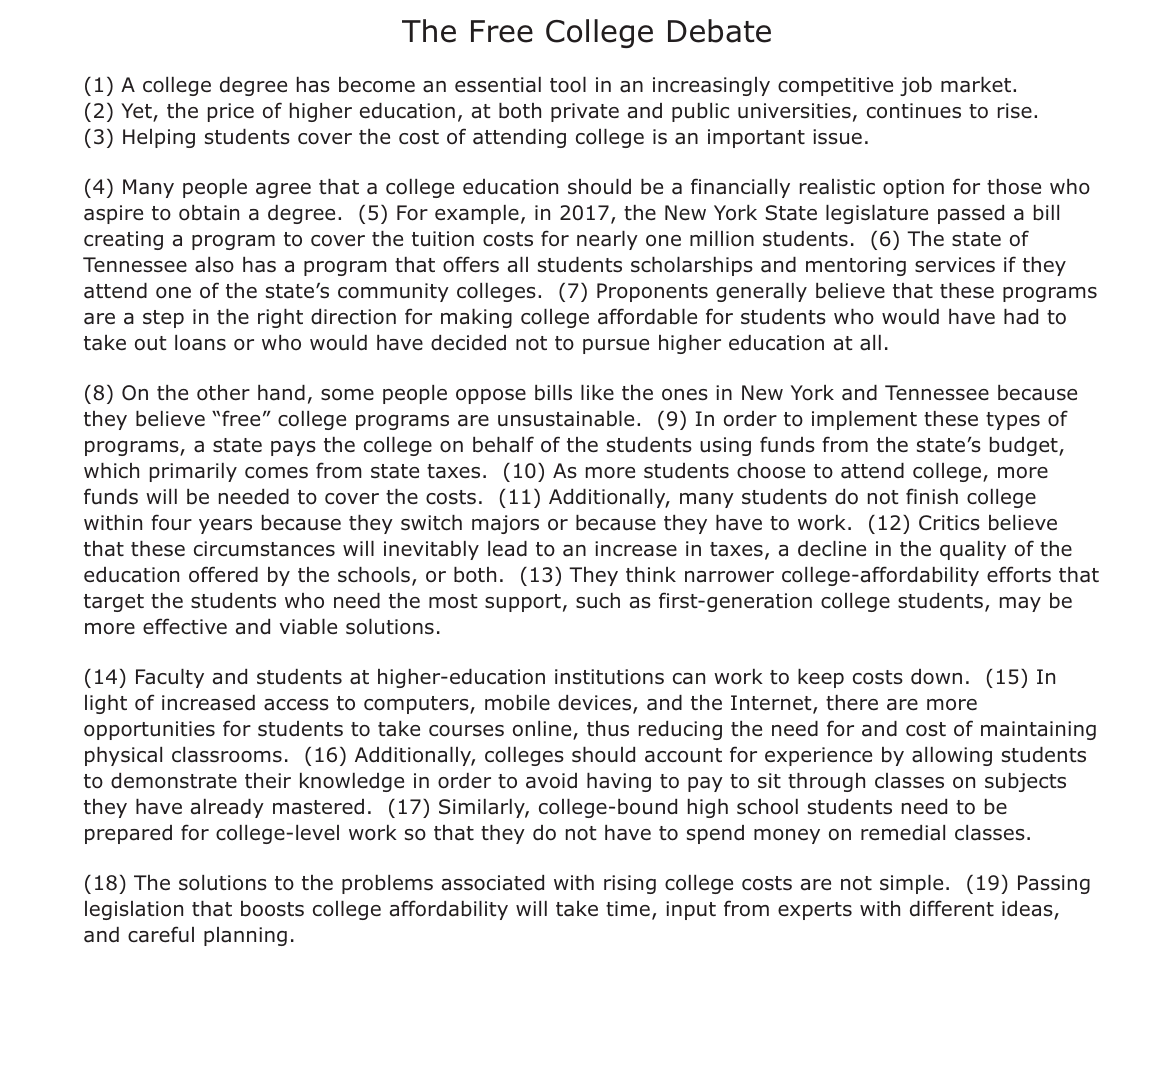 The Free College Debate
(1) A college degree has become an essential tool in an increasingly competitive job market.
(2) Yet, the price of higher education, at both private and public universities, continues to rise.
(3) Helping students cover the cost of attending college is an important issue.
(4) Many people agree that a college education should be a financially realistic option for those who
aspire to obtain a degree.  (5) For example, in 2017, the New York State legislature passed a bill
creating a program to cover the tuition costs for nearly one million students.  (6) The state of
Tennessee also has a program that offers all students scholarships and mentoring services if they
attend one of the state’s community colleges.  (7) Proponents generally believe that these programs
are a step in the right direction for making college affordable for students who would have had to
take out loans or who would have decided not to pursue higher education at all.
(8) On the other hand, some people oppose bills like the ones in New York and Tennessee because
they believe “free” college programs are unsustainable.  (9) In order to implement these types of
programs, a state pays the college on behalf of the students using funds from the state’s budget,
which primarily comes from state taxes.  (10) As more students choose to attend college, more
funds will be needed to cover the costs.  (11) Additionally, many students do not finish college
within four years because they switch majors or because they have to work.  (12) Critics believe
that these circumstances will inevitably lead to an increase in taxes, a decline in the quality of the
education offered by the schools, or both.  (13) They think narrower college-affordability efforts that
target the students who need the most support, such as first-generation college students, may be
more effective and viable solutions.
(14) Faculty and students at higher-education institutions can work to keep costs down.  (15) In
light of increased access to computers, mobile devices, and the Internet, there are more
opportunities for students to take courses online, thus reducing the need for and cost of maintaining
physical classrooms.  (16) Additionally, colleges should account for experience by allowing students
to demonstrate their knowledge in order to avoid having to pay to sit through classes on subjects
they have already mastered.  (17) Similarly, college-bound high school students need to be
prepared for college-level work so that they do not have to spend money on remedial classes.
(18) The solutions to the problems associated with rising college costs are not simple.  (19) Passing
legislation that boosts college affordability will take time, input from experts with different ideas,
and careful planning.